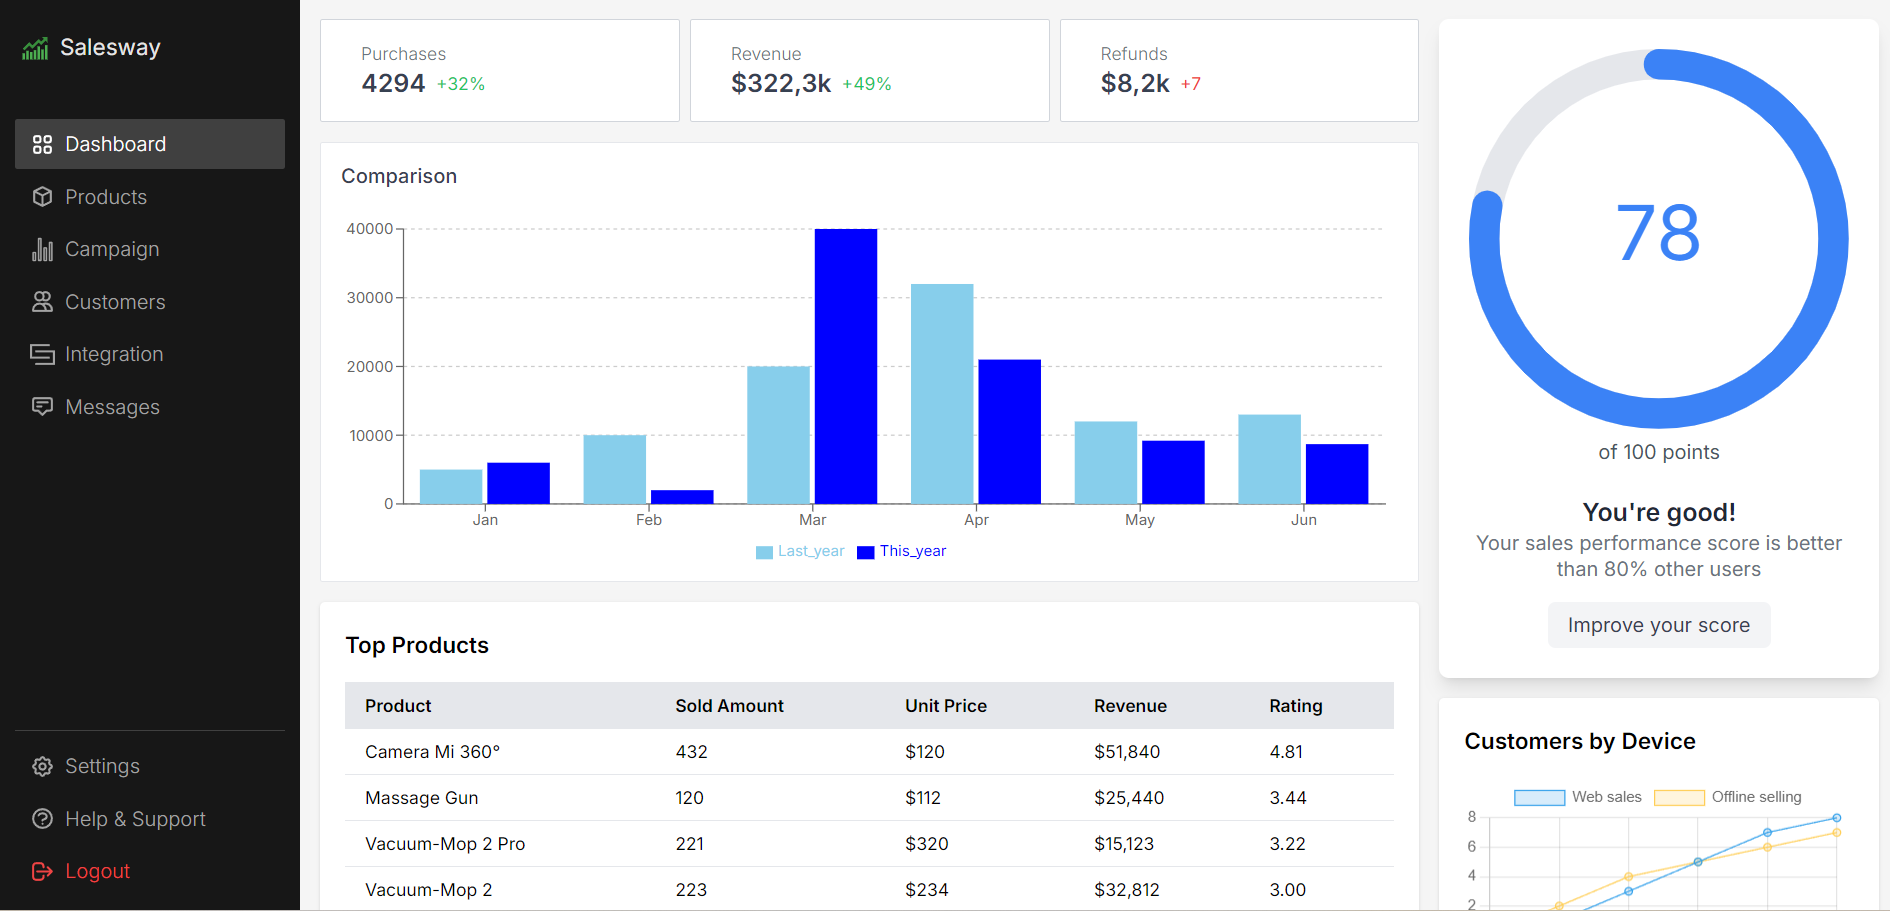 Salesway
Dashboard
Products
Campaign
Customers
Integration
Messages
Settings
Help & Support
Logout
Purchases
4294 +32%
Revenue
$322,3k +49%
Refunds
$8,2k +7
Comparison
40000
30000
20000
10000
0
Jan Feb Mar Apr May Jun
Last_year This_year
Top Products
Product Sold Amount Unit Price Revenue Rating
Camera Mi 360° 432 $120 $51,840 4.81
Massage Gun 120 $112 $25,440 3.44
Vacuum-Mop 2 Pro 221 $320 $15,123 3.22
Vacuum-Mop 2 223 $234 $32,812 3.00
78
of 100 points
You're good!
Your sales performance score is better
than 80% other users
Improve your score
Customers by Device
Web sales Offline selling
8
6
4
2